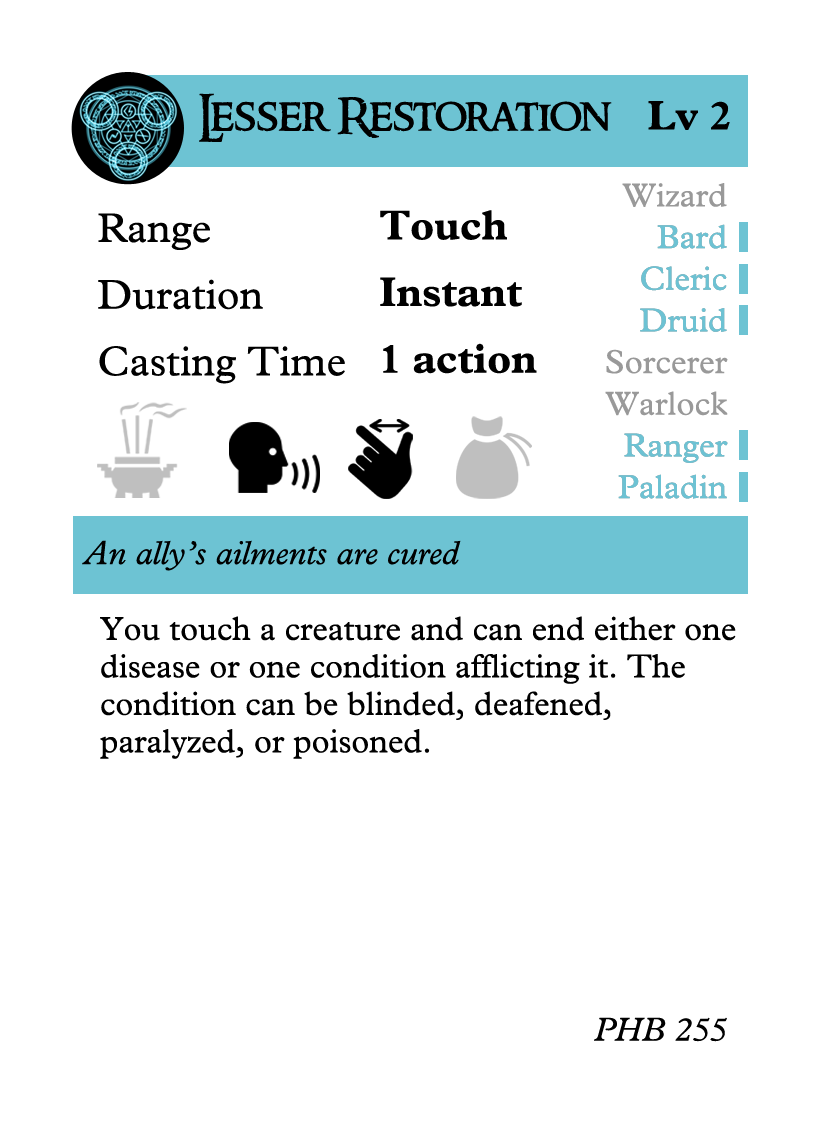 Lesser Restoration Lv 2
Range Touch
Duration Instant
Casting Time 1 action
Wizard
Bard
Cleric
Druid
Sorcerer
Warlock
Ranger
Paladin
An ally’s ailments are cured
You touch a creature and can end either one
disease or one condition afflicting it. The
condition can be blinded, deafened,
paralyzed, or poisoned.
PHB 255